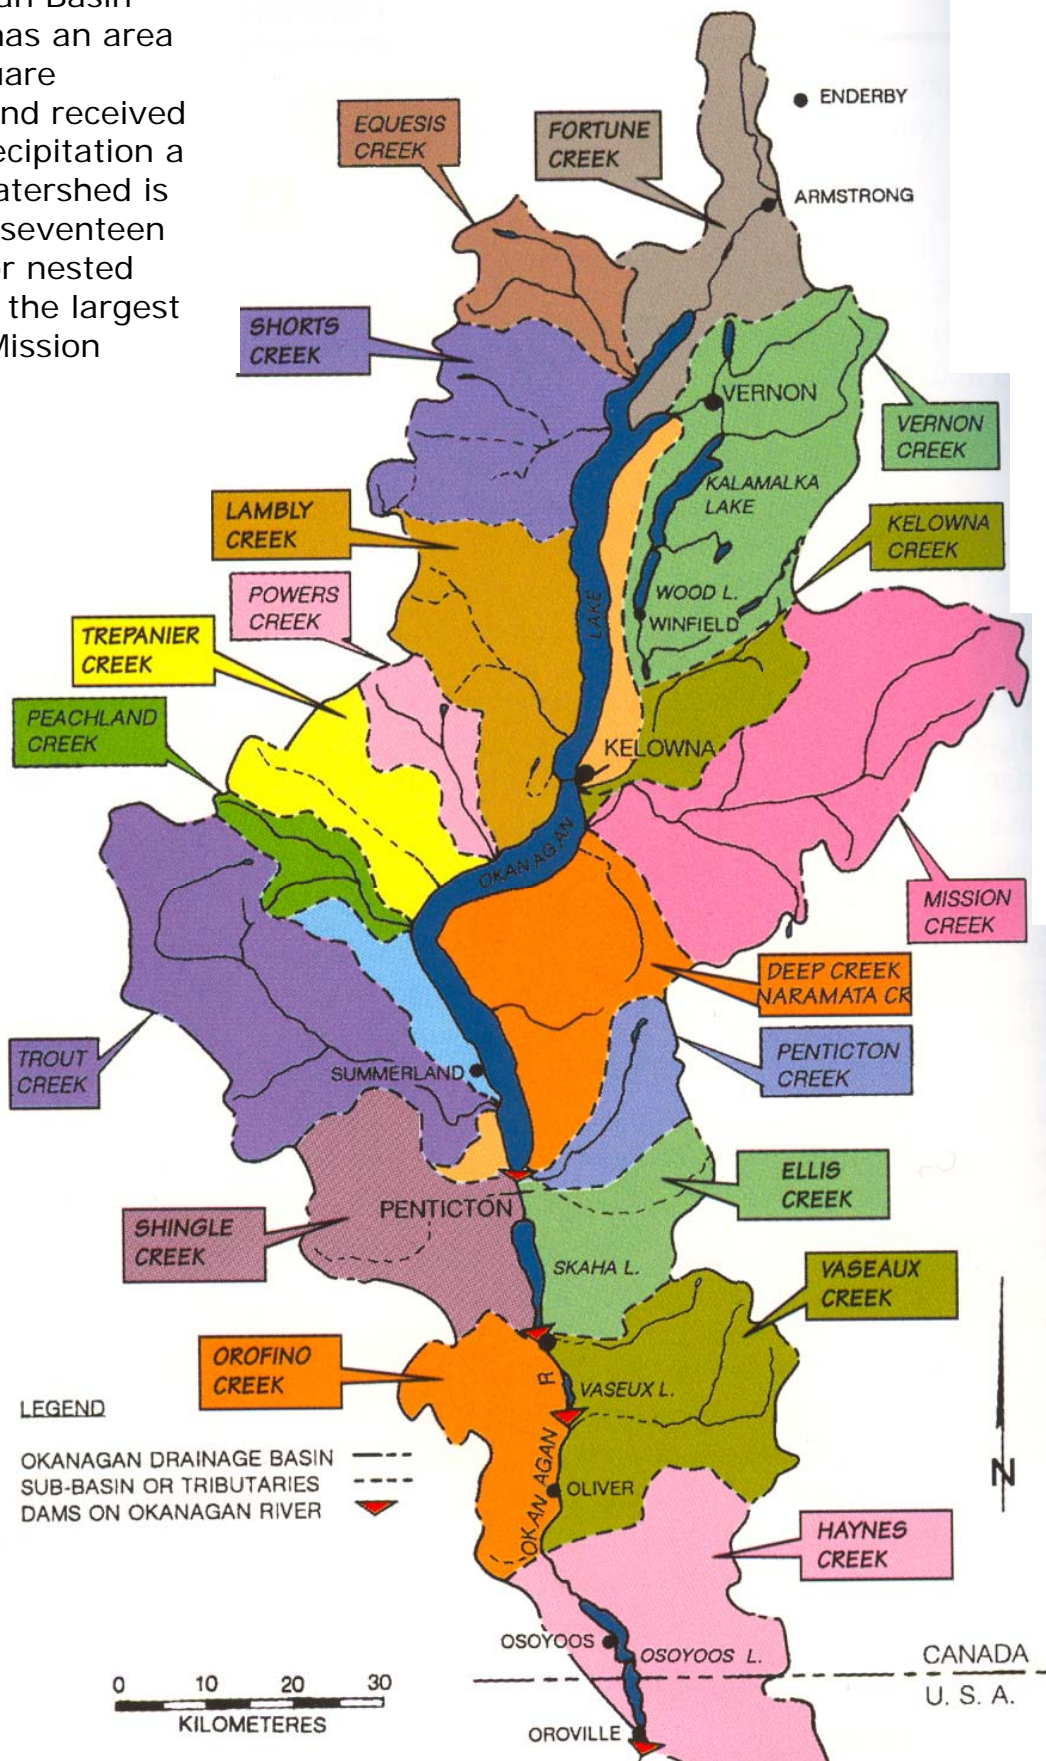 an Basin
has an area
uare
nd received
ecipitation a
atershed is
seventeen
or nested
the largest
Mission
ENDERBY
EQUESIS
CREEK
FORTUNE
CREEK
ARMSTRONG
SHORTS
CREEK
VERNON
VERNON
CREEK
KALAMALKA
LAKE
LAMBLY
CREEK
KELOWNA
CREEK
POWERS
CREEK
LAKE
WOOD L.
WINFIELD
TREPANIER
CREEK
PEACHLAND
CREEK
KELOWNA
OKANAGAN
MISSION
CREEK
DEEP CREEK
NARAMATA CR
TROUT
CREEK
SUMMERLAND
PENTICTON
CREEK
ELLIS
CREEK
PENTICTON
SHINGLE
CREEK
SKAHA L.
VASEAUX
CREEK
OROFINO
CREEK
R
VASEUX L.
LEGEND
OKANAGAN DRAINAGE BASIN
SUB-BASIN OR TRIBUTARIES
DAMS ON OKANAGAN RIVER
OKANAGAN
OLIVER
N
HAYNES
CREEK
OSOYOOS
OSOYOOS L.
CANADA
U. S. A.
0 10 20 30
KILOMETERES
OROVILLE